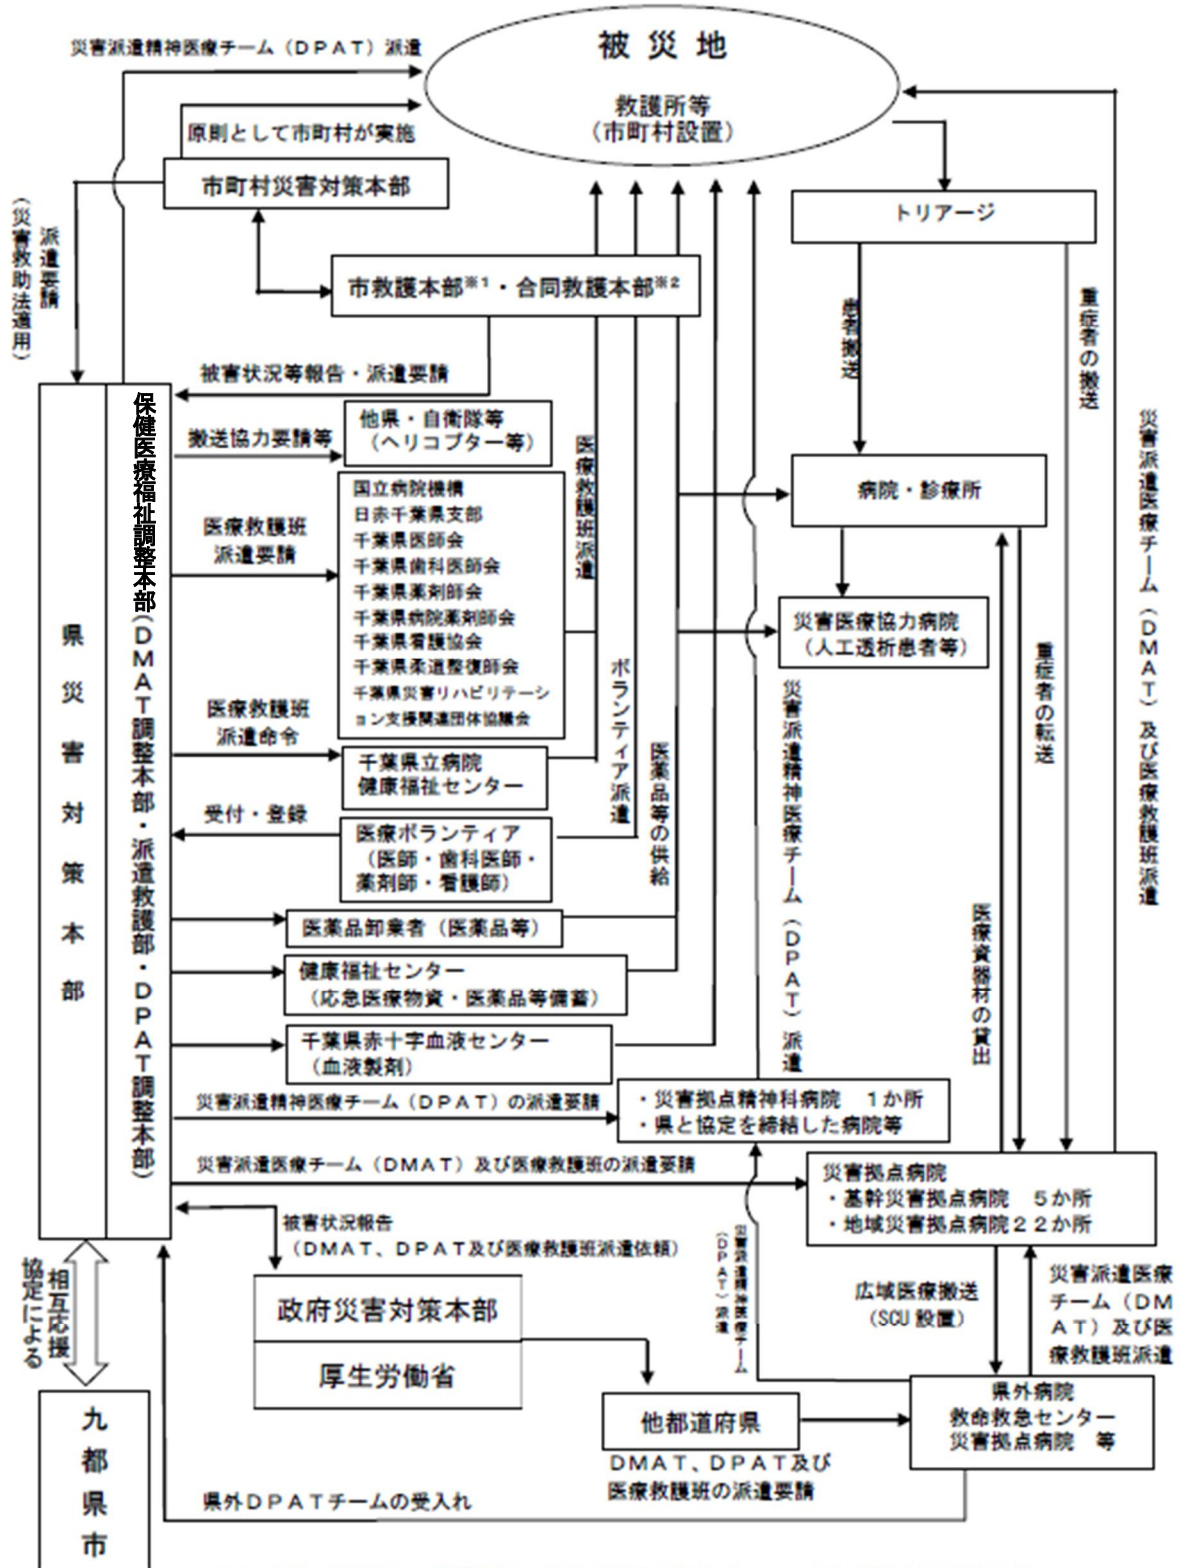 災害派遣精神医療チーム（ＤＰＡＴ）派遣
被 災 地
救護所等
（市町村設置）
原則として市町村が実施
市町村災害対策本部
トリアージ
派遣要請
（災害救助法適用）
市救護本部※1・合同救護本部※2
患者搬送
重症者の搬送
被害状況等報告・派遣要請
県災害対策本部
保健医療福祉調整本部（ＤＭＡＴ調整本部・派遣救護部・ＤＰＡＴ調整本部）
搬送協力要請等
他県・自衛隊等
（ヘリコプター等）
医療救護班派遣
災害派遣医療チーム（ＤＭＡＴ）及び医療救護班派遣
病院・診療所
医療救護班
派遣要請
国立病院機構
日赤千葉県支部
千葉県医師会
千葉県歯科医師会
千葉県薬剤師会
千葉県病院薬剤師会
千葉県看護協会
千葉県柔道整復師会
千葉県災害リハビリテーシ
ョン支援関連団体協議会
災害医療協力病院
（人工透析患者等）
重症者の転送
ボランティア派遣
災害派遣精神医療チーム（ＤＰＡＴ）派遣
医薬品等の供給
医療救護班
派遣命令
千葉県立病院
健康福祉センター
受付・登録
医療ボランティア
（医師・歯科医師・
薬剤師・看護師）
医療資器材の貸出
医薬品卸業者（医薬品等）
健康福祉センター
（応急医療物資・医薬品等備蓄）
千葉県赤十字血液センター
（血液製剤）
災害派遣精神医療チーム（ＤＰＡＴ）の派遣要請
・災害拠点精神科病院　１か所
・県と協定を締結した病院等
災害派遣医療チーム（ＤＭＡＴ）及び医療救護班の派遣要請
災害拠点病院
・基幹災害拠点病院　５か所
・地域災害拠点病院２２か所
被害状況報告
（ＤＭＡＴ、ＤＰＡＴ及び医療救護班派遣依頼）
災害派遣精神医療チーム
（ＤＰＡＴ）派遣
相互応援
協定による
政府災害対策本部
厚生労働省
広域医療搬送
（SCU 設置）
災害派遣医療
チーム（ＤＭ
ＡＴ）及び医
療救護班派遣
他都道府県
ＤＭＡＴ、ＤＰＡＴ及び
医療救護班の派遣要請
県外病院
救命救急センター
災害拠点病院　等
九都県市
県外ＤＰＡＴチームの受入れ